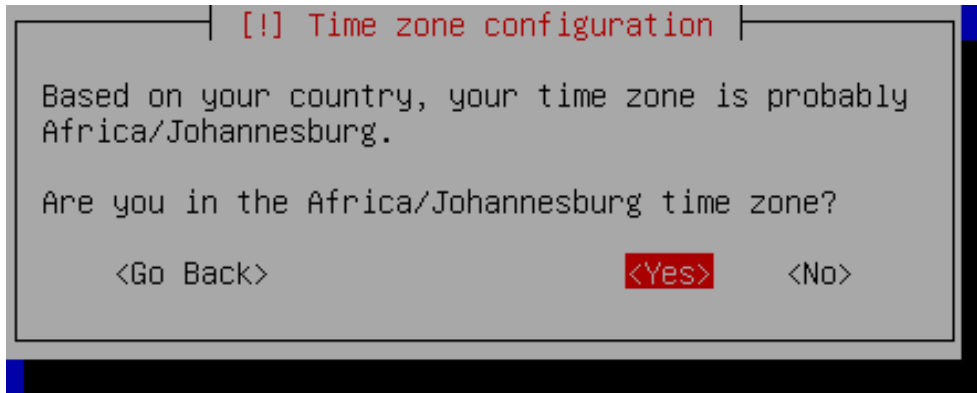 [!] Time zone configuration
Based on your country, your time zone is probably
Africa/Johannesburg.
Are you in the Africa/Johannesburg time zone?
<Go Back> <Yes> <No>